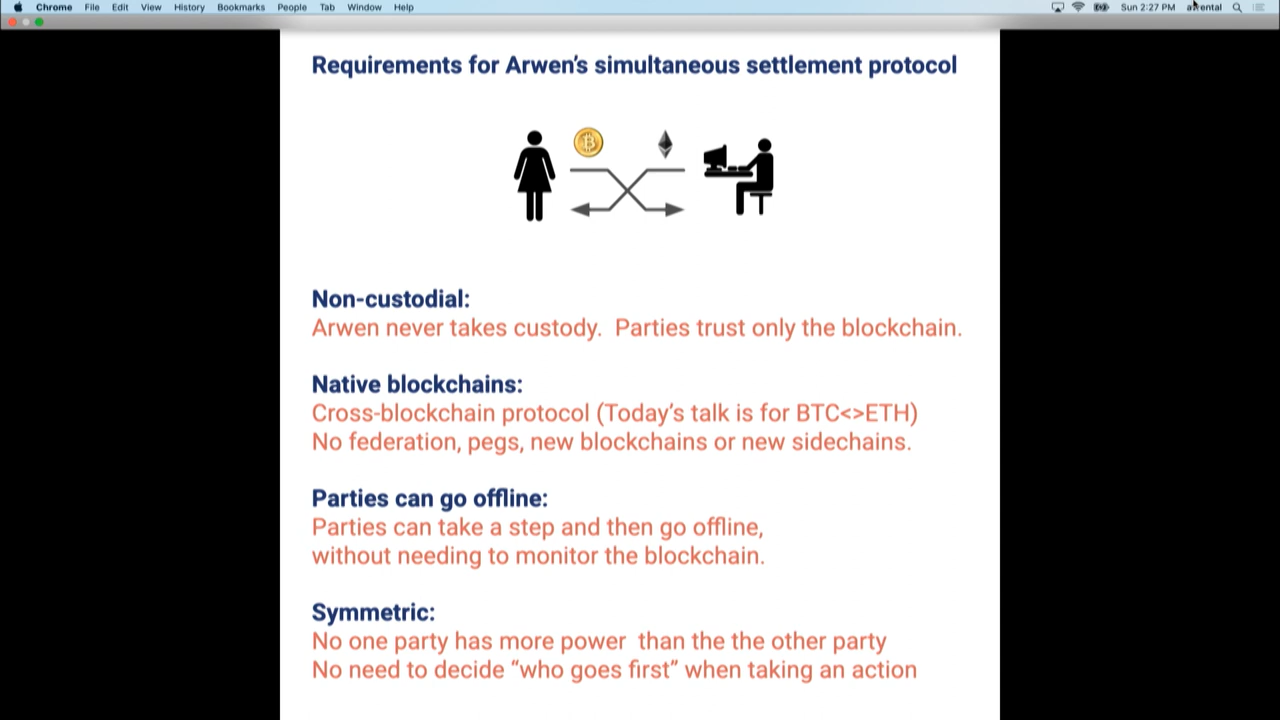 Chrome File Edit View History Bookmarks People Tab Window Help Sun 2:27 PM
Requirements for Arwen's simultaneous settlement protocol
Non-custodial:
Arwen never takes custody. Parties trust only the blockchain.
Native blockchains:
Cross-blockchain protocol (Today's talk is for BTC<>ETH)
No federation, pegs, new blockchains or new sidechains.
Parties can go offline:
Parties can take a step and then go offline,
without needing to monitor the blockchain.
Symmetric:
No one party has more power than the the other party
No need to decide “who goes first” when taking an action